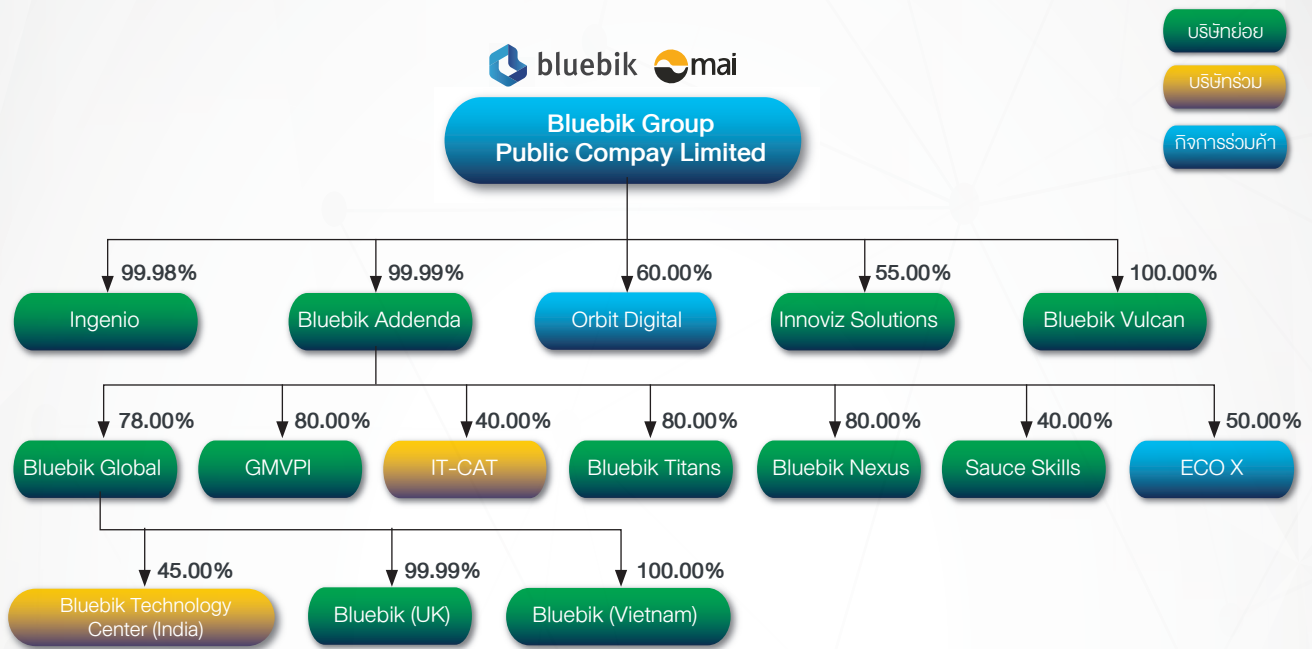 บริษัทย่อย
บริษัทร่วม
กิจการร่วมค้า
bluebik mai
Bluebik Group
Public Compay Limited
99.98% 99.99% 60.00% 55.00% 100.00%
Ingenio Bluebik Addenda Orbit Digital Innoviz Solutions Bluebik Vulcan
78.00% 80.00% 40.00% 80.00% 80.00% 40.00% 50.00%
Bluebik Global GMVPI IT-CAT Bluebik Titans Bluebik Nexus Sauce Skills ECO X
45.00% 99.99% 100.00%
Bluebik Technology
Center (India)
Bluebik (UK) Bluebik (Vietnam)